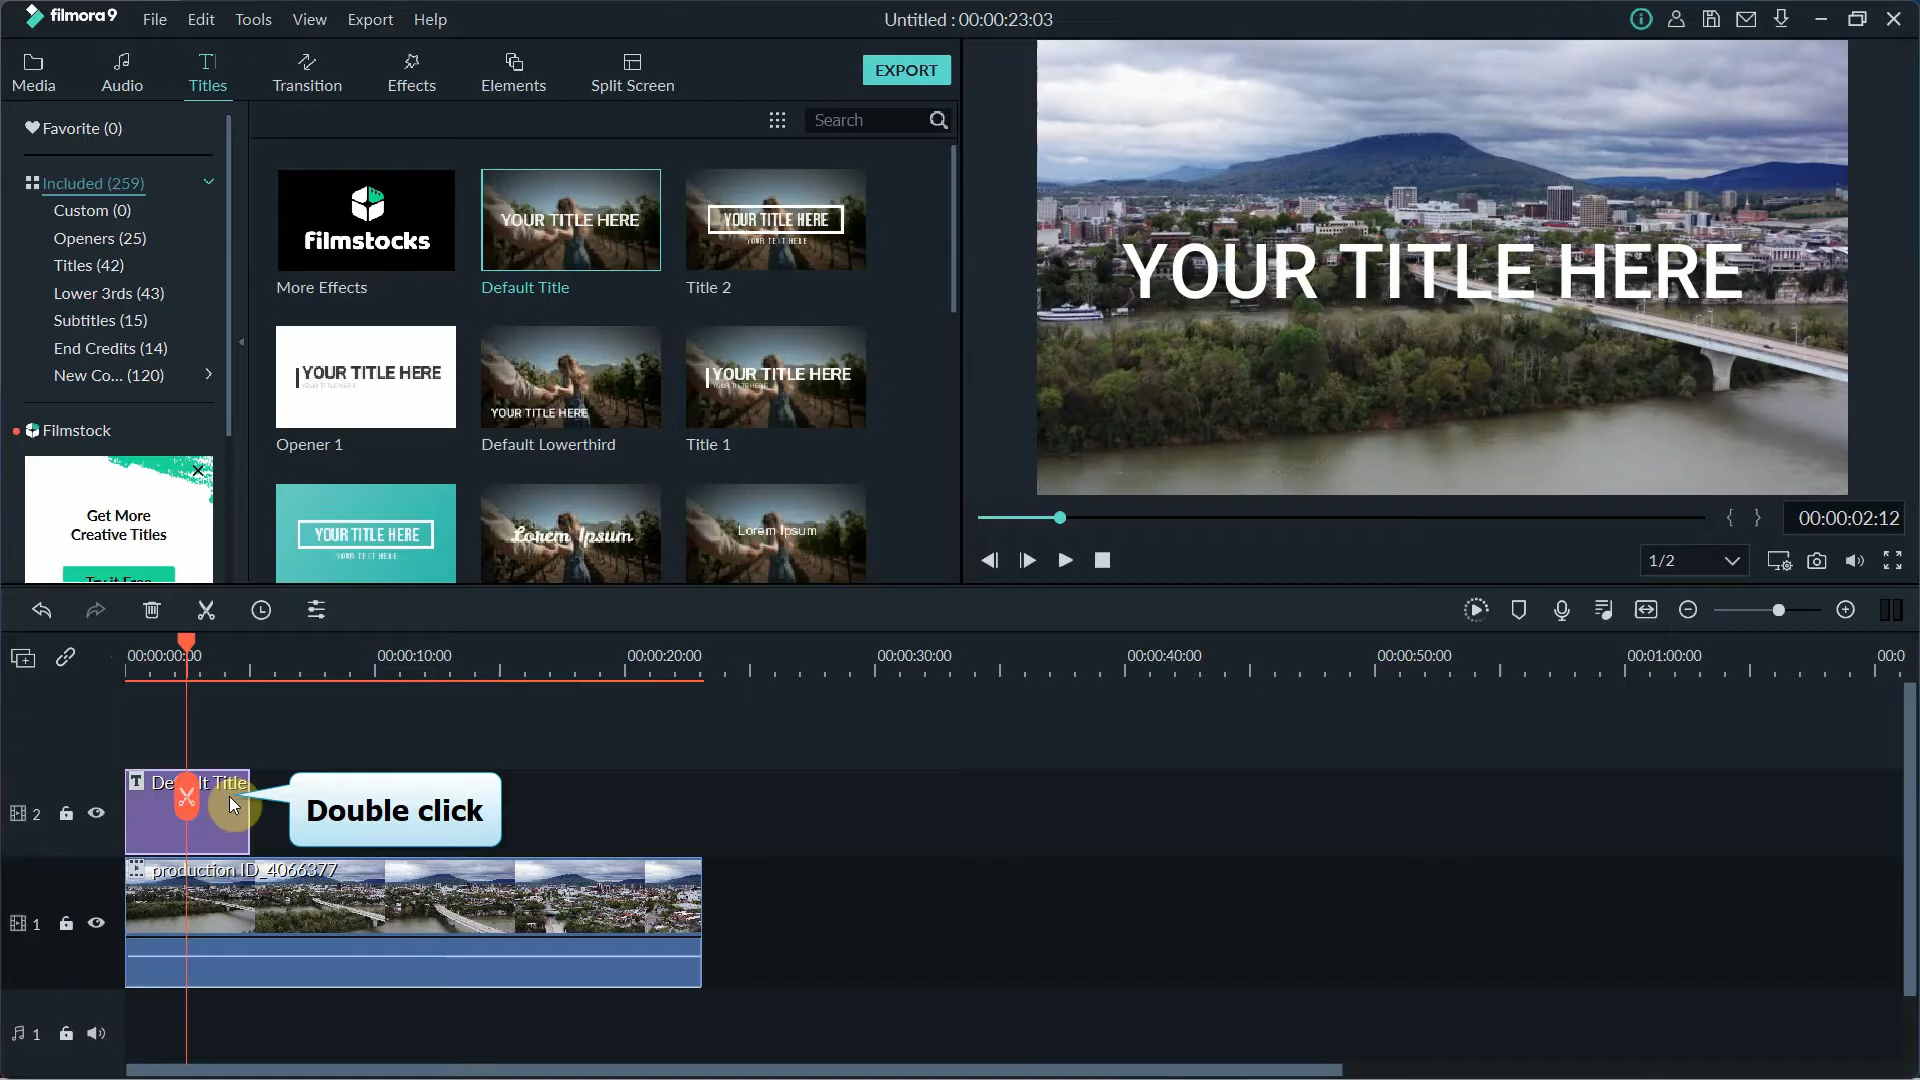 filmora9
File
Edit
Tools
View
Export
Help
Untitled : 00:00:23:03
Media
Audio
Titles
Transition
Effects
Elements
Split Screen
EXPORT
Favorite (0)
Search
Included (259)
Custom (0)
Openers (25)
Titles (42)
Lower 3rds (43)
Subtitles (15)
End Credits (14)
New Co... (120)
Filmstock
Get More
Creative Titles
Try it Free
filmstocks
More Effects
YOUR TITLE HERE
Default Title
YOUR TITLE HERE
YOUR TEXT HERE
Title 2
YOUR TITLE HERE
Opener 1
YOUR TITLE HERE
Default Lowerthird
YOUR TITLE HERE
Title 1
YOUR TITLE HERE
YOUR TEXT HERE
Lorem Ipsum
Lorem Ipsum
YOUR TITLE HERE
00:00:02:12
1/2
00:00:00:00
00:00:10:00
00:00:20:00
00:00:30:00
00:00:40:00
00:00:50:00
00:01:00:00
00:0
Title
Double click
2
production ID_4066377
1
1